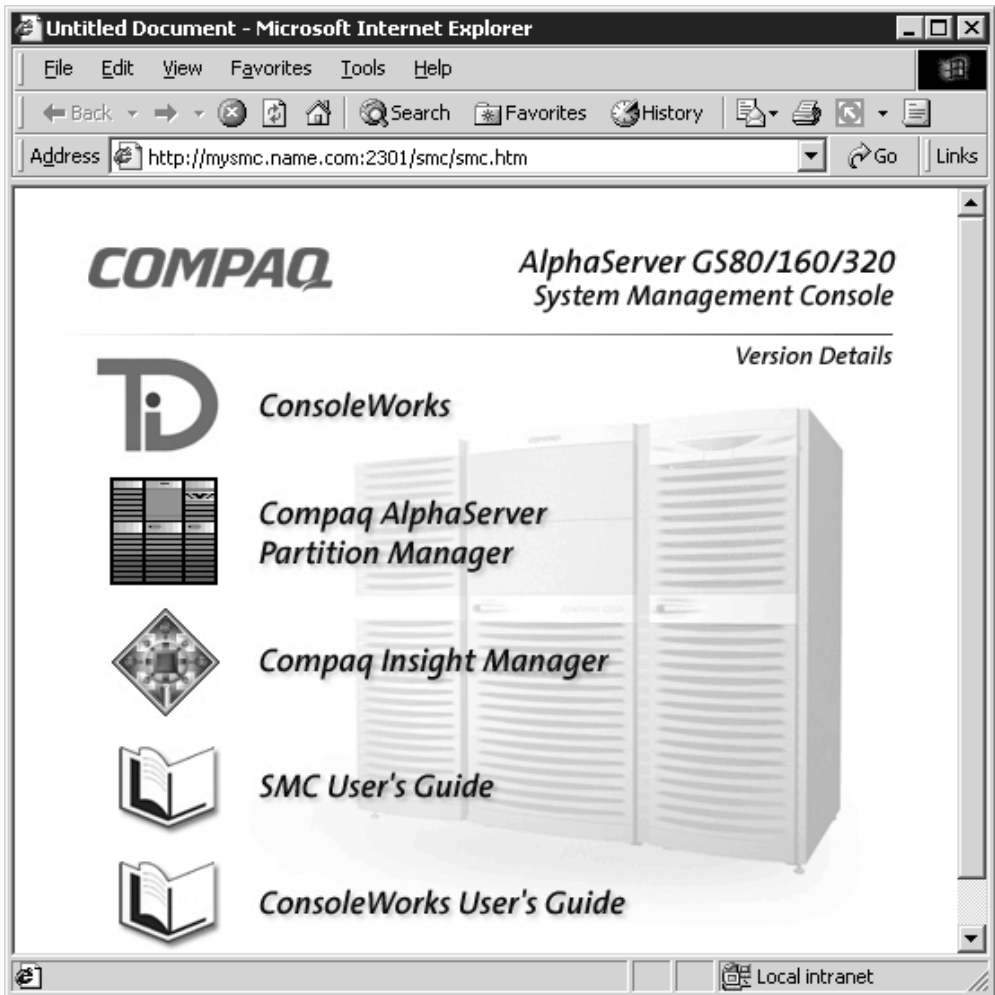 Untitled Document - Microsoft Internet Explorer
File Edit View Favorites Tools Help
Back Search Favorites History
Address http://mysmc.name.com:2301/smc/smc.htm Go Links
COMPAQ
AlphaServer GS80/160/320
System Management Console
Version Details
TiD
ConsoleWorks
Compaq AlphaServer
Partition Manager
Compaq Insight Manager
SMC User's Guide
ConsoleWorks User's Guide
Local intranet